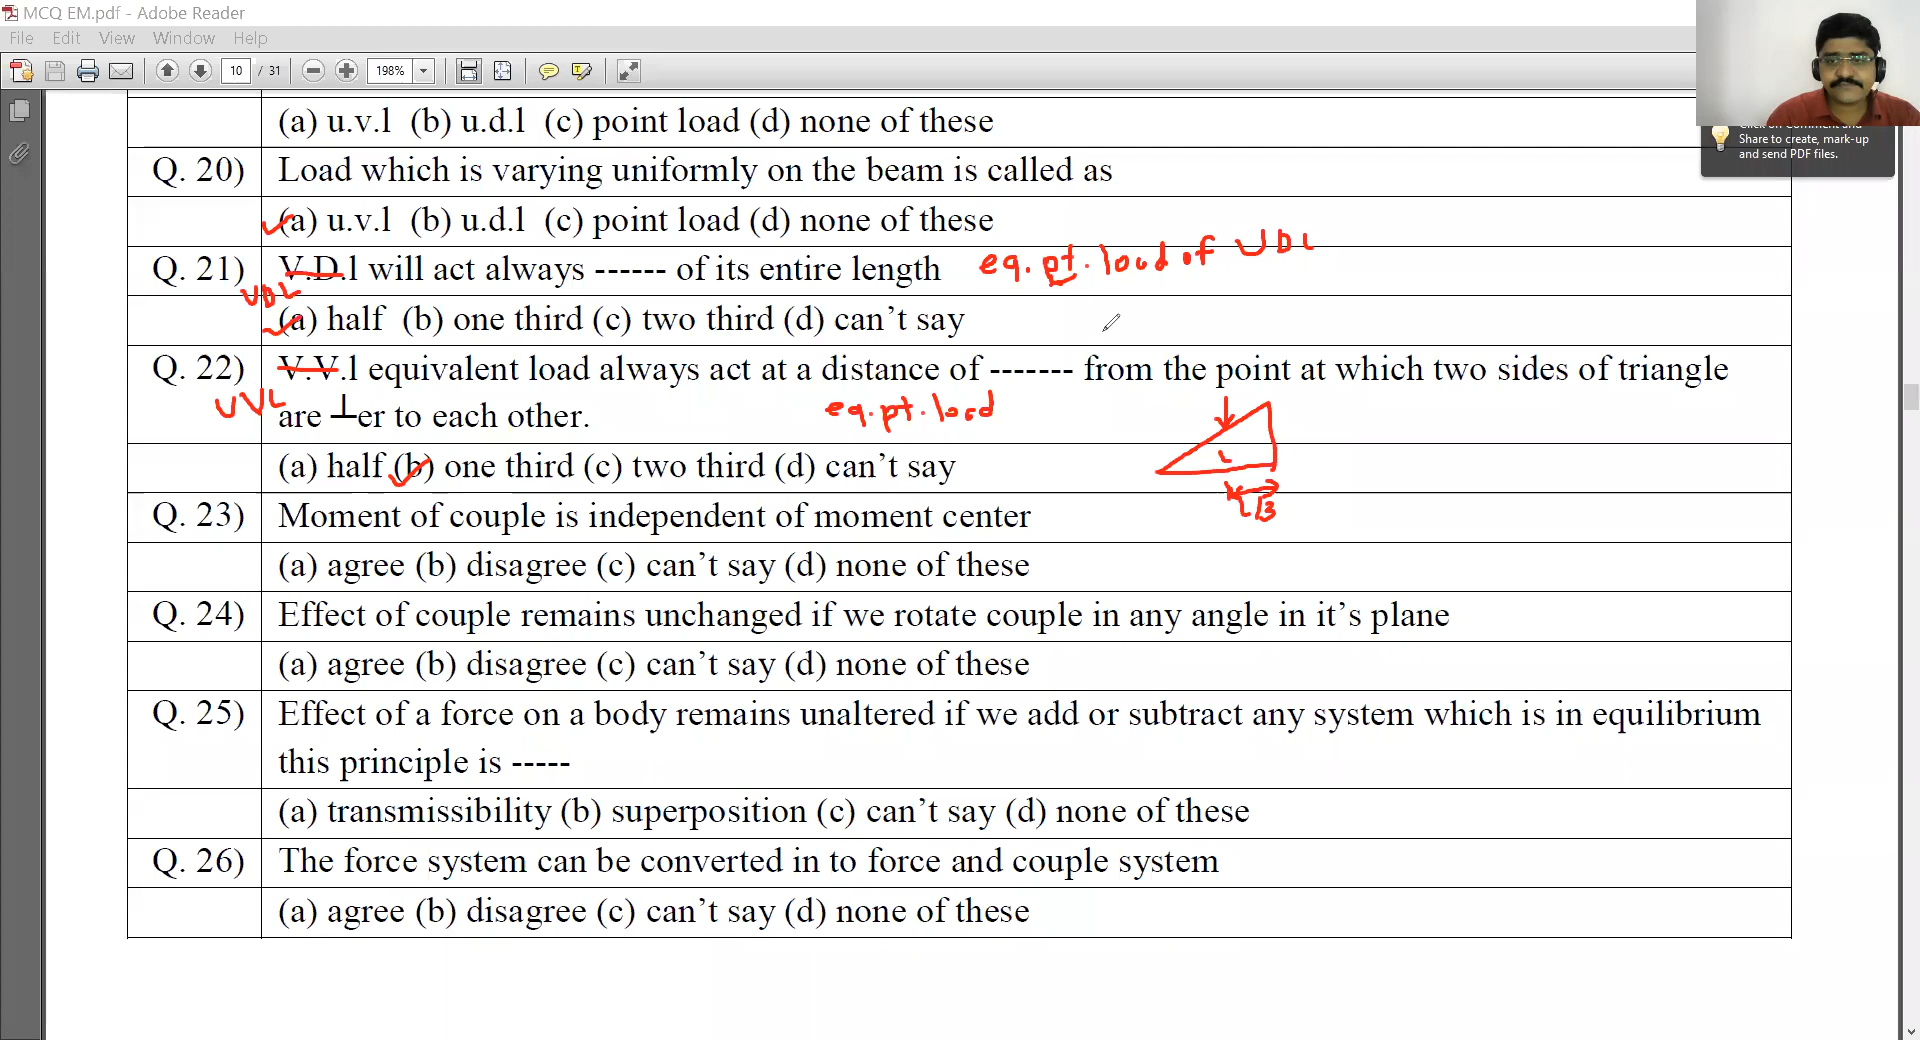 MCQ EM.pdf - Adobe Reader
File Edit View Window Help
10 / 31 198%
Share to create, mark-up
and send PDF files.
(a) u.v.l (b) u.d.l (c) point load (d) none of these
Q. 20) Load which is varying uniformly on the beam is called as
(a) u.v.l (b) u.d.l (c) point load (d) none of these
eq. pt. load of UDL
Q. 21) V.D.l will act always ------ of its entire length
UDL
(a) half (b) one third (c) two third (d) can't say
Q. 22) V.V.l equivalent load always act at a distance of ------- from the point at which two sides of triangle
UVL are ⊥er to each other. eq. pt. load
(a) half (b) one third (c) two third (d) can't say
L
L/3
Q. 23) Moment of couple is independent of moment center
(a) agree (b) disagree (c) can't say (d) none of these
Q. 24) Effect of couple remains unchanged if we rotate couple in any angle in it's plane
(a) agree (b) disagree (c) can't say (d) none of these
Q. 25) Effect of a force on a body remains unaltered if we add or subtract any system which is in equilibrium
this principle is -----
(a) transmissibility (b) superposition (c) can't say (d) none of these
Q. 26) The force system can be converted in to force and couple system
(a) agree (b) disagree (c) can't say (d) none of these